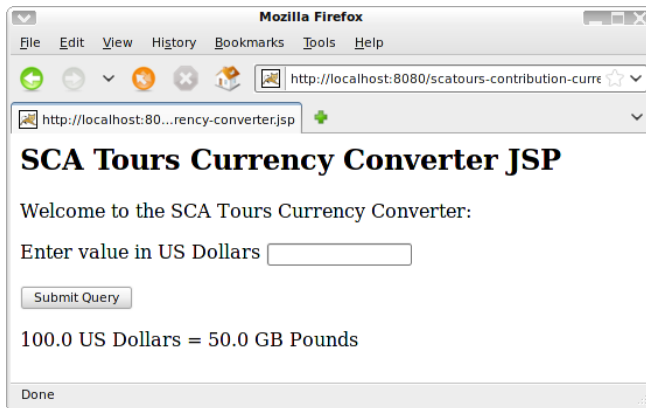 Mozilla Firefox
File Edit View History Bookmarks Tools Help
http://localhost:8080/scatours-contribution-curre
http://localhost:80...rency-converter.jsp
SCA Tours Currency Converter JSP
Welcome to the SCA Tours Currency Converter:
Enter value in US Dollars
Submit Query
100.0 US Dollars = 50.0 GB Pounds
Done